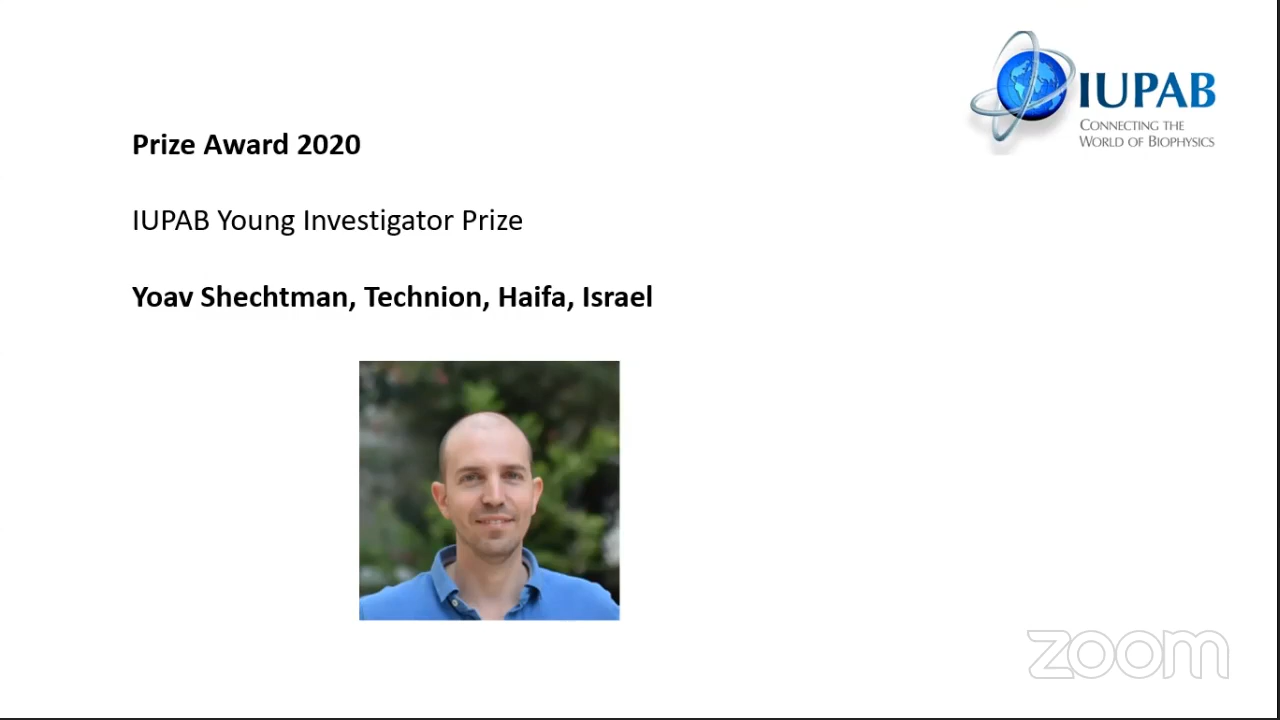 IUPAB
CONNECTING THE
WORLD OF BIOPHYSICS
Prize Award 2020
IUPAB Young Investigator Prize
Yoav Shechtman, Technion, Haifa, Israel
zoom